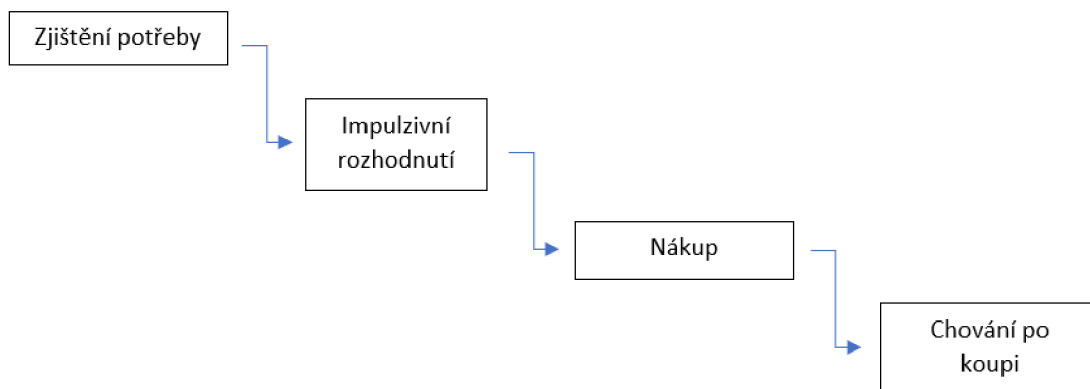 Zjištění potřeby
Impulzivní
rozhodnutí
Nákup
Chování po
koupi